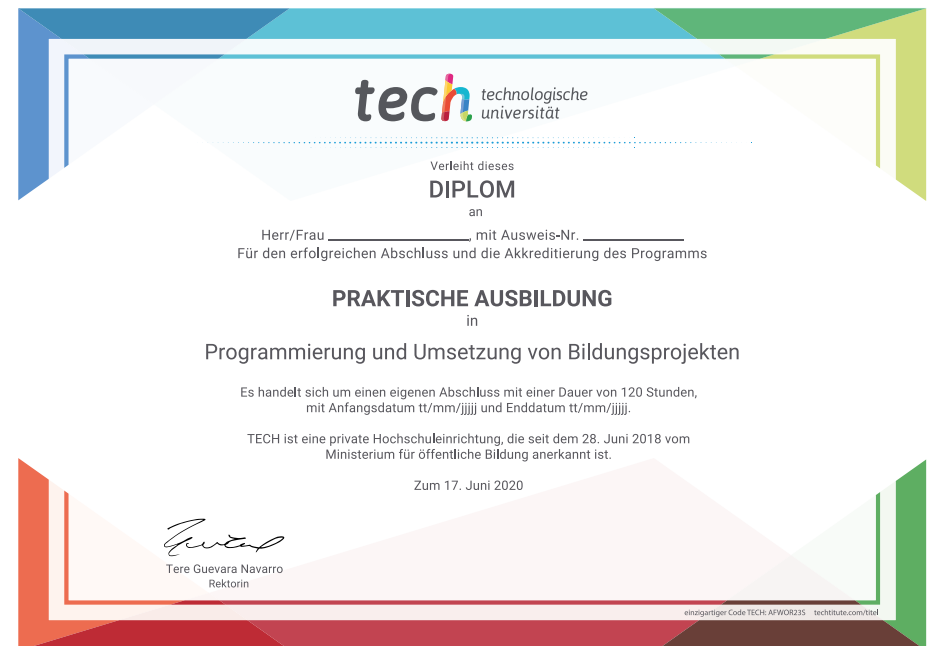 tech technologische
universität
Verleiht dieses
DIPLOM
an
Herr/Frau ____________, mit Ausweis-Nr. ____________
Für den erfolgreichen Abschluss und die Akkreditierung des Programms
PRAKTISCHE AUSBILDUNG
in
Programmierung und Umsetzung von Bildungsprojekten
Es handelt sich um einen eigenen Abschluss mit einer Dauer von 120 Stunden,
mit Anfangsdatum tt/mm/jjjjj und Enddatum tt/mm/jjjjj.
TECH ist eine private Hochschuleinrichtung, die seit dem 28. Juni 2018 vom
Ministerium für öffentliche Bildung anerkannt ist.
Zum 17. Juni 2020
Tere Guevara Navarro
Rektorin
einzigartiger Code TECH: AFWOR23S techtitute.com/titel